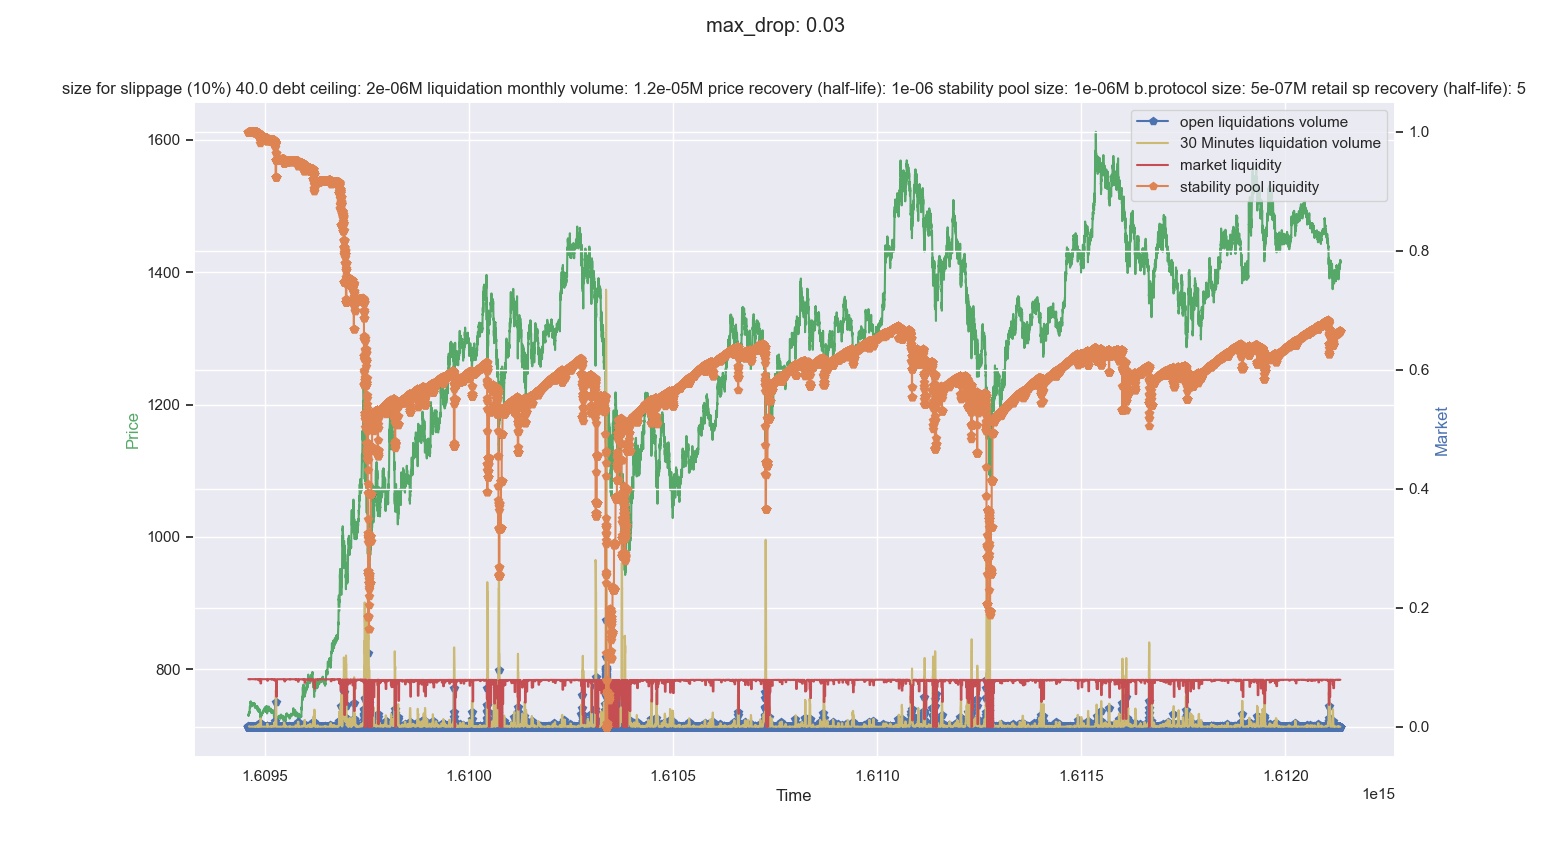 max_drop: 0.03
size for slippage (10%) 40.0 debt ceiling: 2e-06M liquidation monthly volume: 1.2e-05M price recovery (half-life): 1e-06 stability pool size: 1e-06M b.protocol size: 5e-07M retail sp recovery (half-life): 5
open liquidations volume
30 Minutes liquidation volume
market liquidity
stability pool liquidity
1600
1400
1200
1000
800
Price
1.0
0.8
0.6
0.4
0.2
0.0
Market
1.6095 1.6100 1.6105 1.6110 1.6115 1.6120
1e15
Time